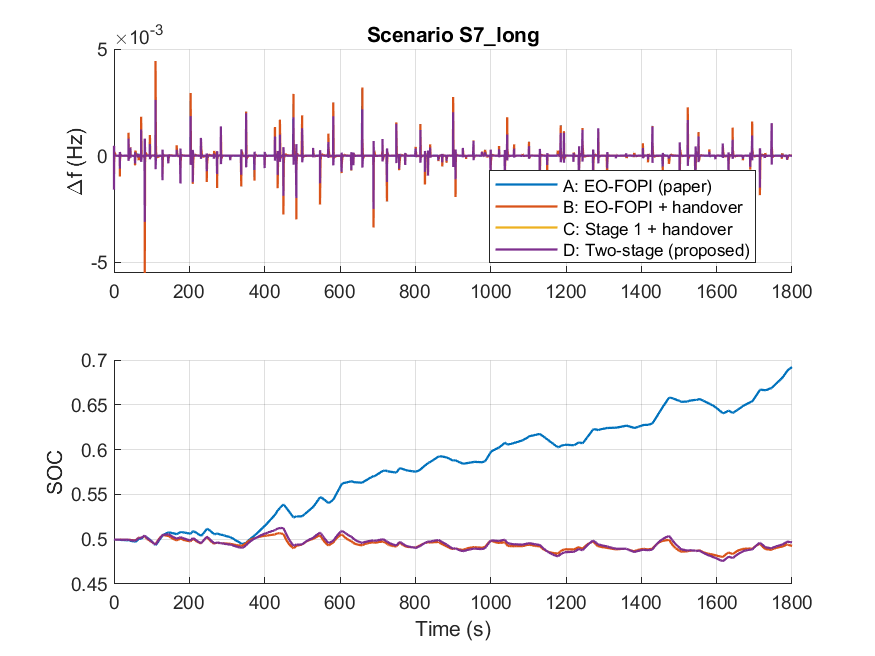 Scenario S7_long
×10⁻³
5
0
-5
Δf (Hz)
A: EO-FOPI (paper)
B: EO-FOPI + handover
C: Stage 1 + handover
D: Two-stage (proposed)
0 200 400 600 800 1000 1200 1400 1600 1800
0.7
0.65
0.6
0.55
0.5
0.45
SOC
0 200 400 600 800 1000 1200 1400 1600 1800
Time (s)